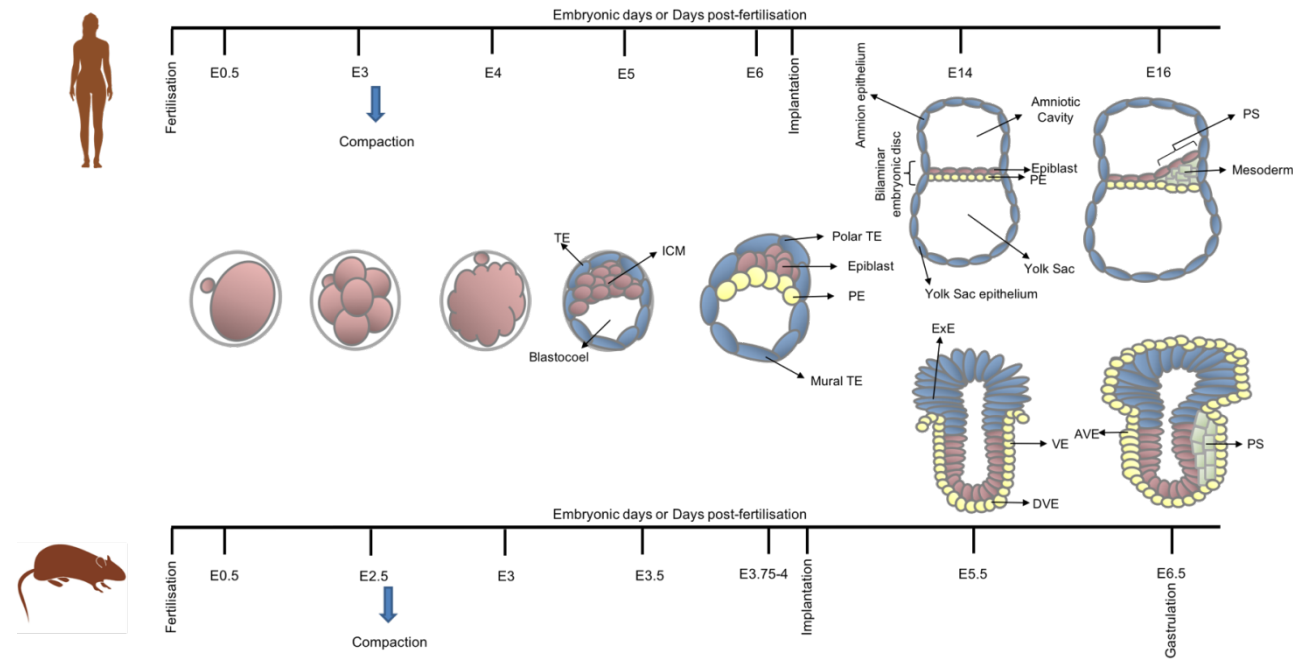 Embryonic days or Days post-fertilisation
Fertilisation
E0.5
E3
E4
E5
E6
Implantation
E14
E16
Compaction
Amnion epithelium
Amniotic
Cavity
PS
Bilaminar
embryonic disc
Epiblast
PE
Mesoderm
Yolk Sac
Yolk Sac epithelium
TE
ICM
Blastocoel
Polar TE
Epiblast
PE
Mural TE
ExE
VE
DVE
AVE
PS
Embryonic days or Days post-fertilisation
Fertilisation
E0.5
E2.5
E3
E3.5
E3.75-4
Implantation
E5.5
E6.5
Gastrulation
Compaction